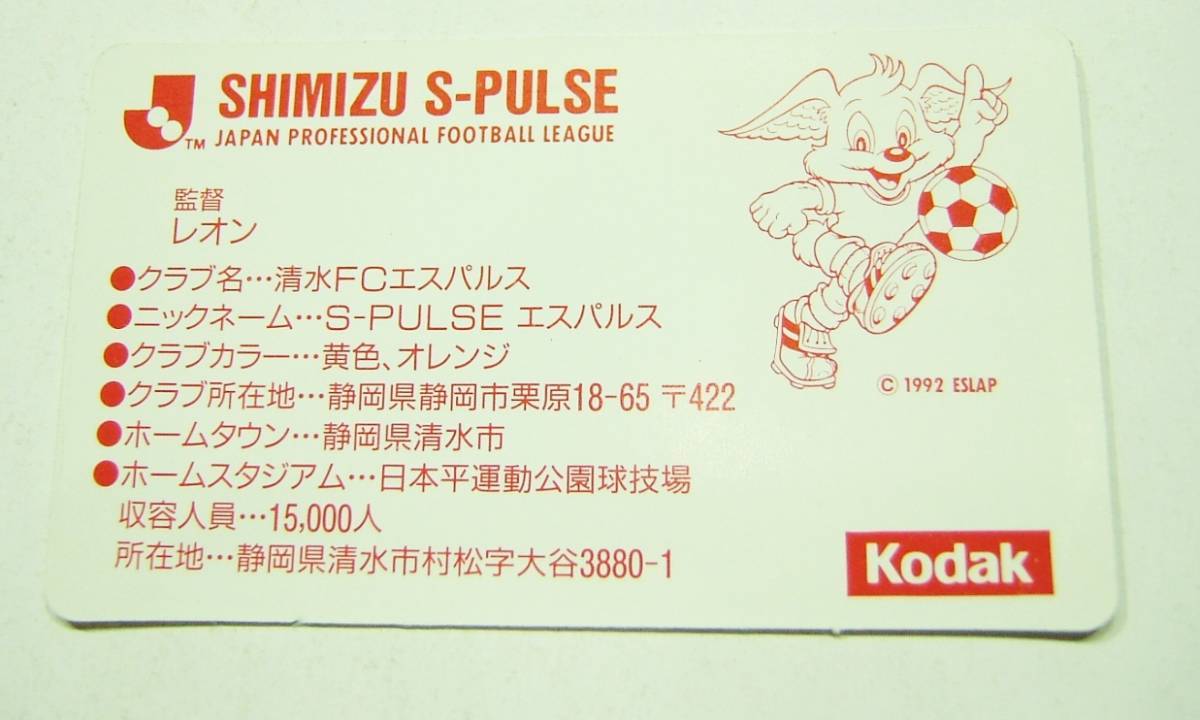 SHIMIZU S-PULSE
TM JAPAN PROFESSIONAL FOOTBALL LEAGUE
監督
レオン
●クラブ名…清水FCエスパルス
●ニックネーム…S-PULSE エスパルス
●クラブカラー…黄色、オレンジ
●クラブ所在地…静岡県静岡市栗原18-65 〒422
●ホームタウン…静岡県清水市
●ホームスタジアム…日本平運動公園球技場
収容人員…15,000人
所在地…静岡県清水市村松字大谷3880-1
© 1992 ESLAP
Kodak